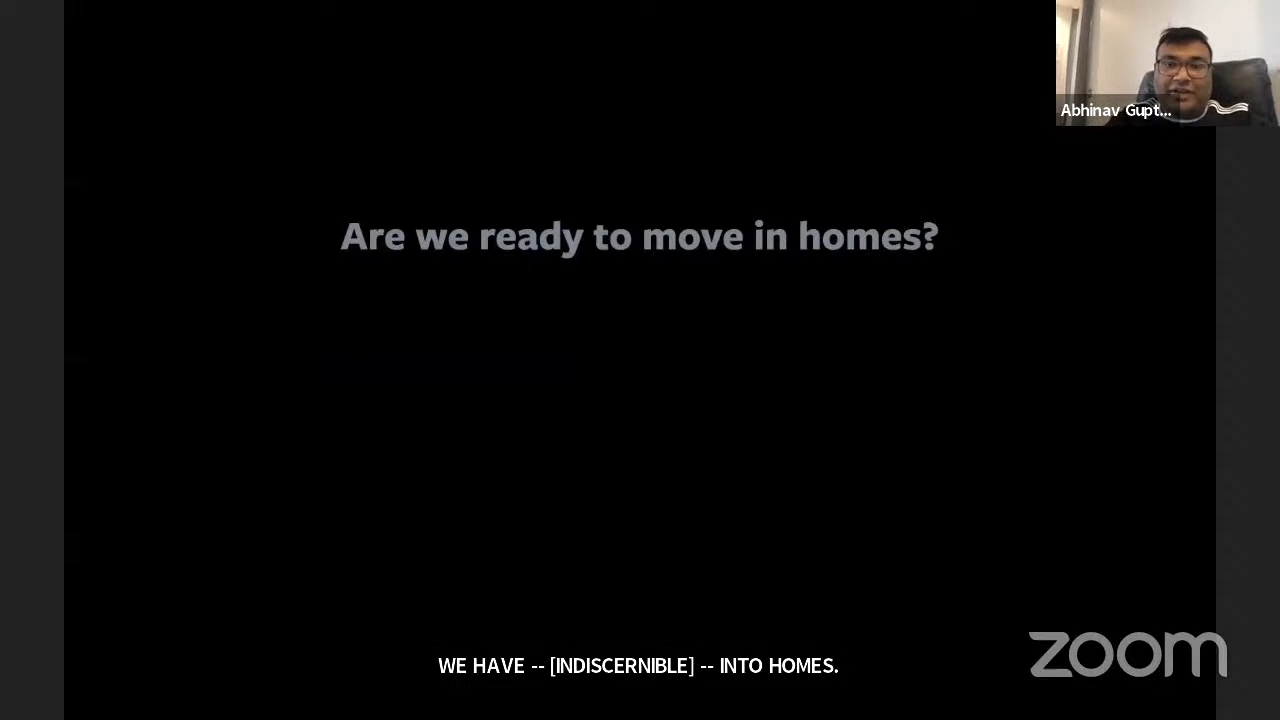 Abhinav Gupt...
Are we ready to move in homes?
WE HAVE -- [INDISCERNIBLE] -- INTO HOMES.
zoom